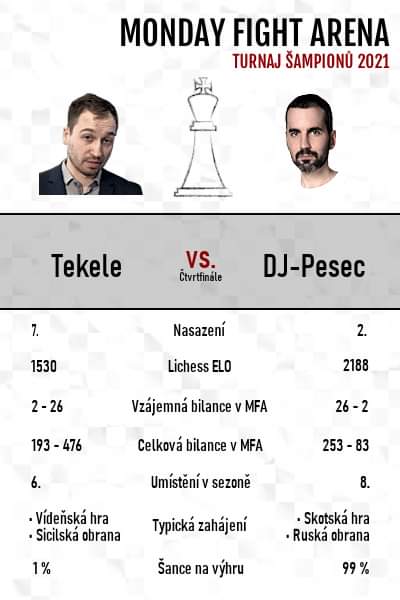 MONDAY FIGHT ARENA
TURNAJ ŠAMPIONŮ 2021
Tekele VS. DJ-Pesec
Čtvrtfinále
7. Nasazení 2.
1530 Lichess ELO 2188
2 - 26 Vzájemná bilance v MFA 26 - 2
193 - 476 Celková bilance v MFA 253 - 83
6. Umístění v sezoně 8.
• Vídeňská hra
• Sicilská obrana
Typická zahájení
• Skotská hra
• Ruská obrana
1 % Šance na výhru 99 %